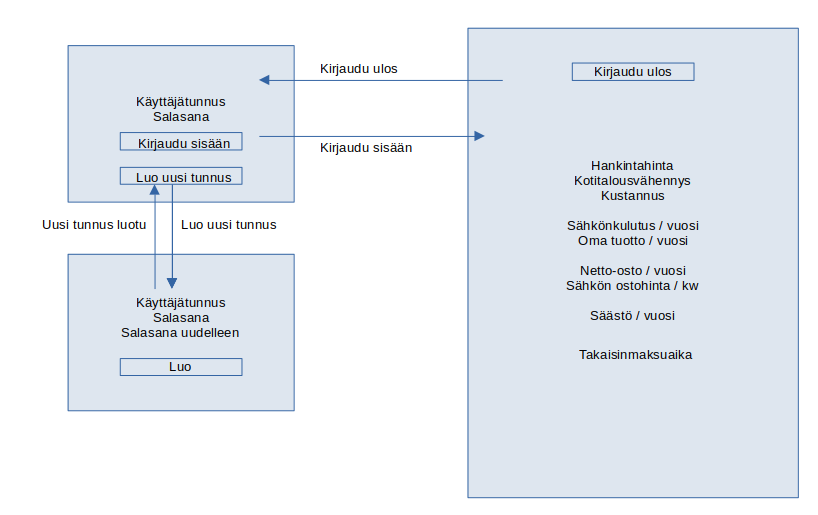 Käyttäjätunnus
Salasana
Kirjaudu sisään
Luo uusi tunnus
Uusi tunnus luotu
Luo uusi tunnus
Käyttäjätunnus
Salasana
Salasana uudelleen
Luo
Kirjaudu ulos
Kirjaudu sisään
Kirjaudu ulos
Hankintahinta
Kotitalousvähennys
Kustannus
Sähkönkulutus / vuosi
Oma tuotto / vuosi
Netto-osto / vuosi
Sähkön ostohinta / kw
Säästö / vuosi
Takaisinmaksuaika